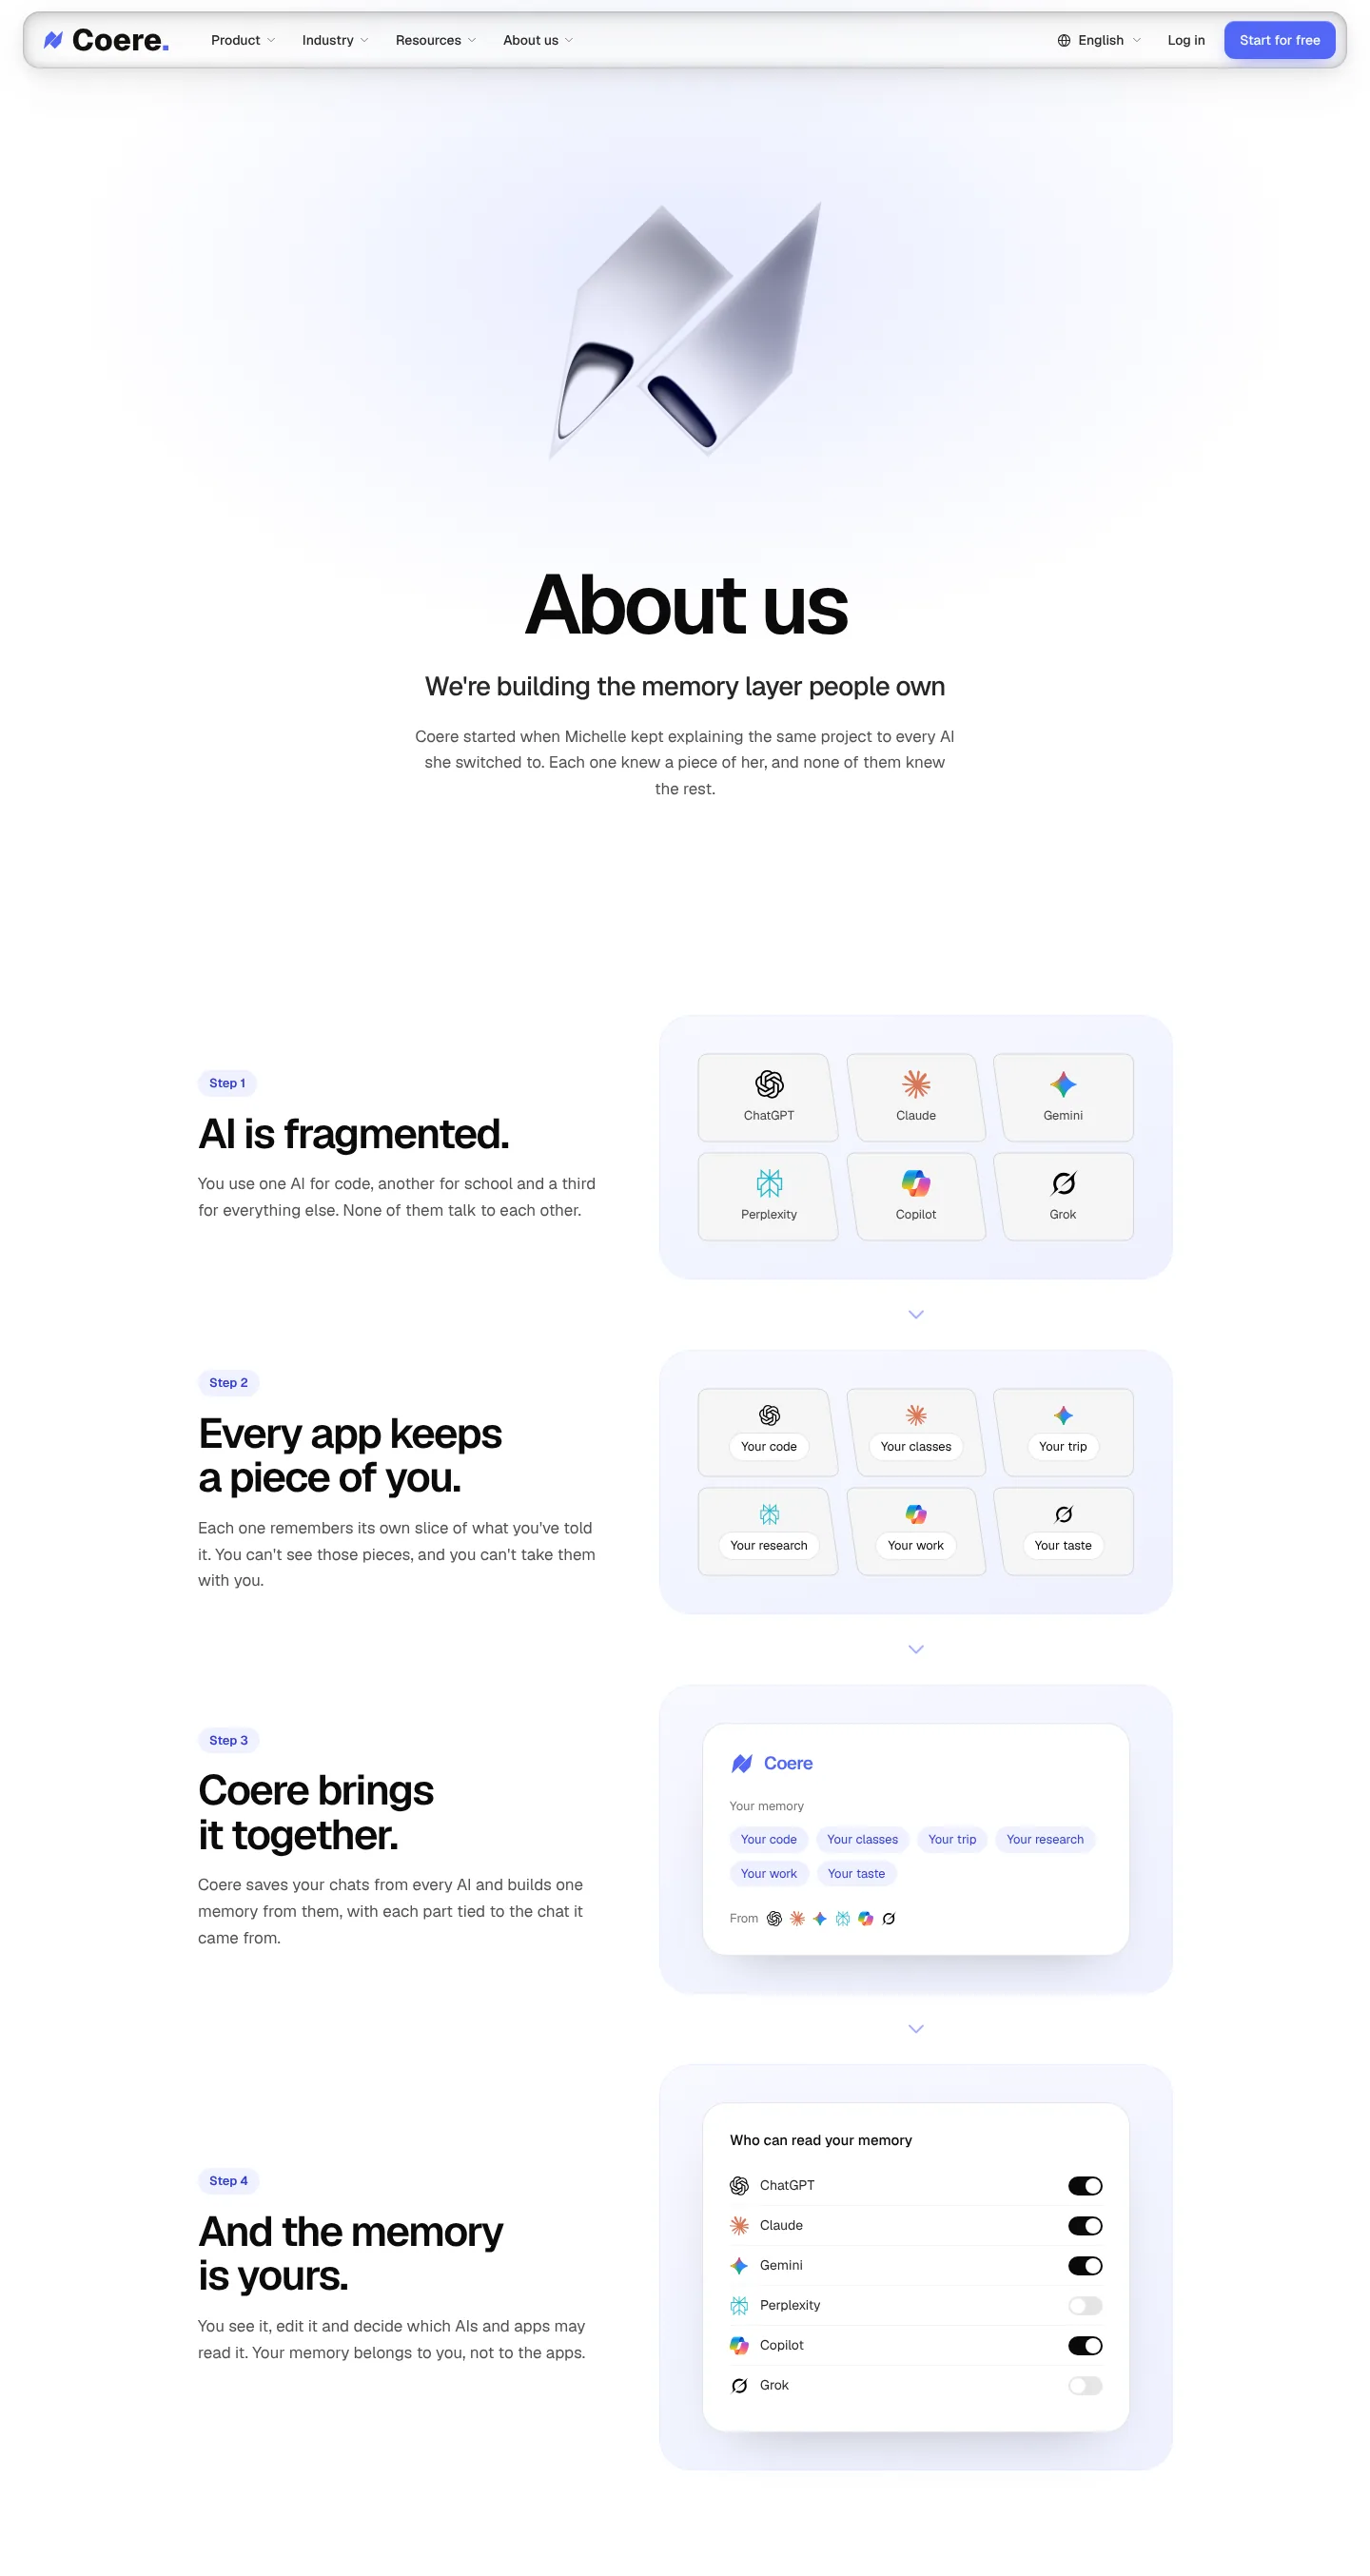 Coere.
Product
Industry
Resources
About us
English
Log in
Start for free
About us
We're building the memory layer people own
Coere started when Michelle kept explaining the same project to every AI
she switched to. Each one knew a piece of her, and none of them knew
the rest.
Step 1
AI is fragmented.
You use one AI for code, another for school and a third
for everything else. None of them talk to each other.
ChatGPT
Claude
Gemini
Perplexity
Copilot
Grok
Step 2
Every app keeps
a piece of you.
Each one remembers its own slice of what you've told
it. You can't see those pieces, and you can't take them
with you.
Your code
Your classes
Your trip
Your research
Your work
Your taste
Step 3
Coere brings
it together.
Coere saves your chats from every AI and builds one
memory from them, with each part tied to the chat it
came from.
Coere
Your memory
Your code
Your classes
Your trip
Your research
Your work
Your taste
From
Step 4
And the memory
is yours.
You see it, edit it and decide which AIs and apps may
read it. Your memory belongs to you, not to the apps.
Who can read your memory
ChatGPT
Claude
Gemini
Perplexity
Copilot
Grok